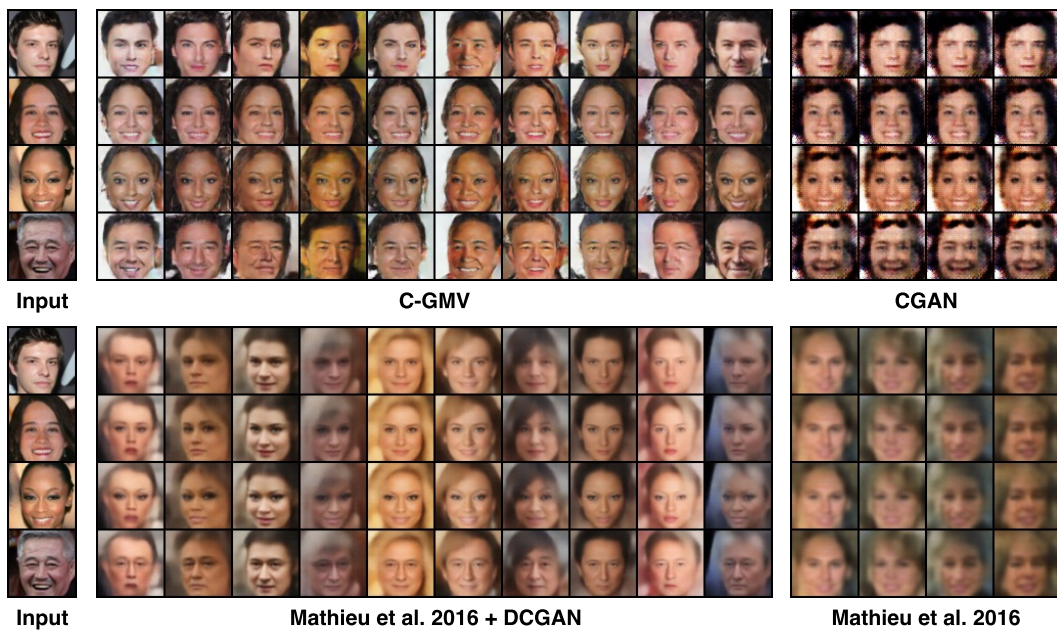 Input C-GMV CGAN
Input Mathieu et al. 2016 + DCGAN Mathieu et al. 2016